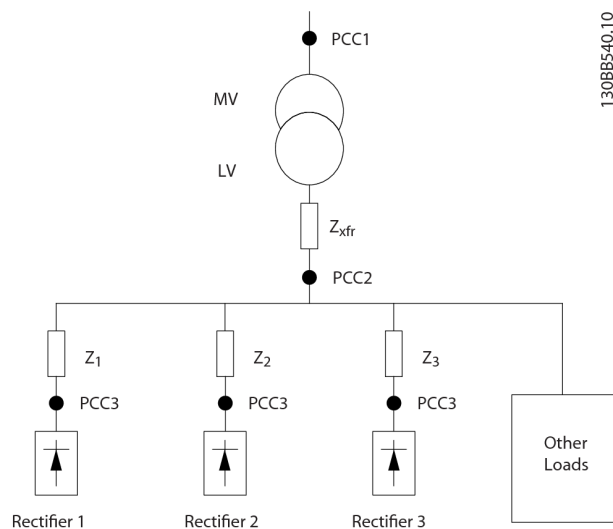 130BB540.10
PCC1
MV
LV
Zxfr
PCC2
Z1
Z2
Z3
PCC3
PCC3
PCC3
Other
Loads
Rectifier 1
Rectifier 2
Rectifier 3